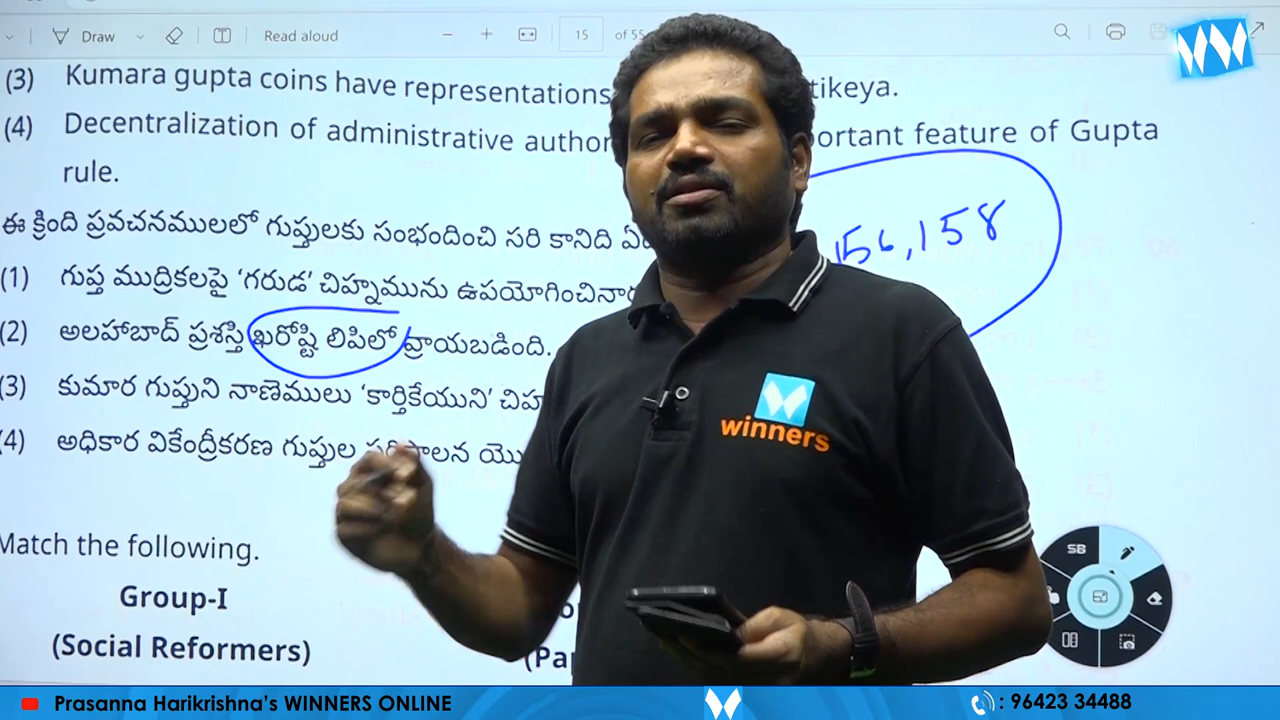 Draw
Read aloud
15
of 55
(3) Kumara gupta coins have representations tikeya.
(4) Decentralization of administrative author portant feature of Gupta
rule.
ఈ క్రింది ప్రవచనములలో గుప్తులకు సంభందించి సరి కానిది
(1) గుప్త ముద్రికలపై ‘గరుడ’ చిహ్నమును ఉపయోగించినా
156,158
(2) అలహాబాద్ ప్రశస్తి ఖరోష్టి లిపిలో వ్రాయబడింది.
(3) కుమార గుప్తుని నాణెములు ‘కార్తికేయుని’ చిహ
(4) అధికార వికేంద్రీకరణ గుప్తుల
Match the following.
Group-I
(Social Reformers)
(Pa
winners
SB
Prasanna Harikrishna's WINNERS ONLINE
: 96423 34488